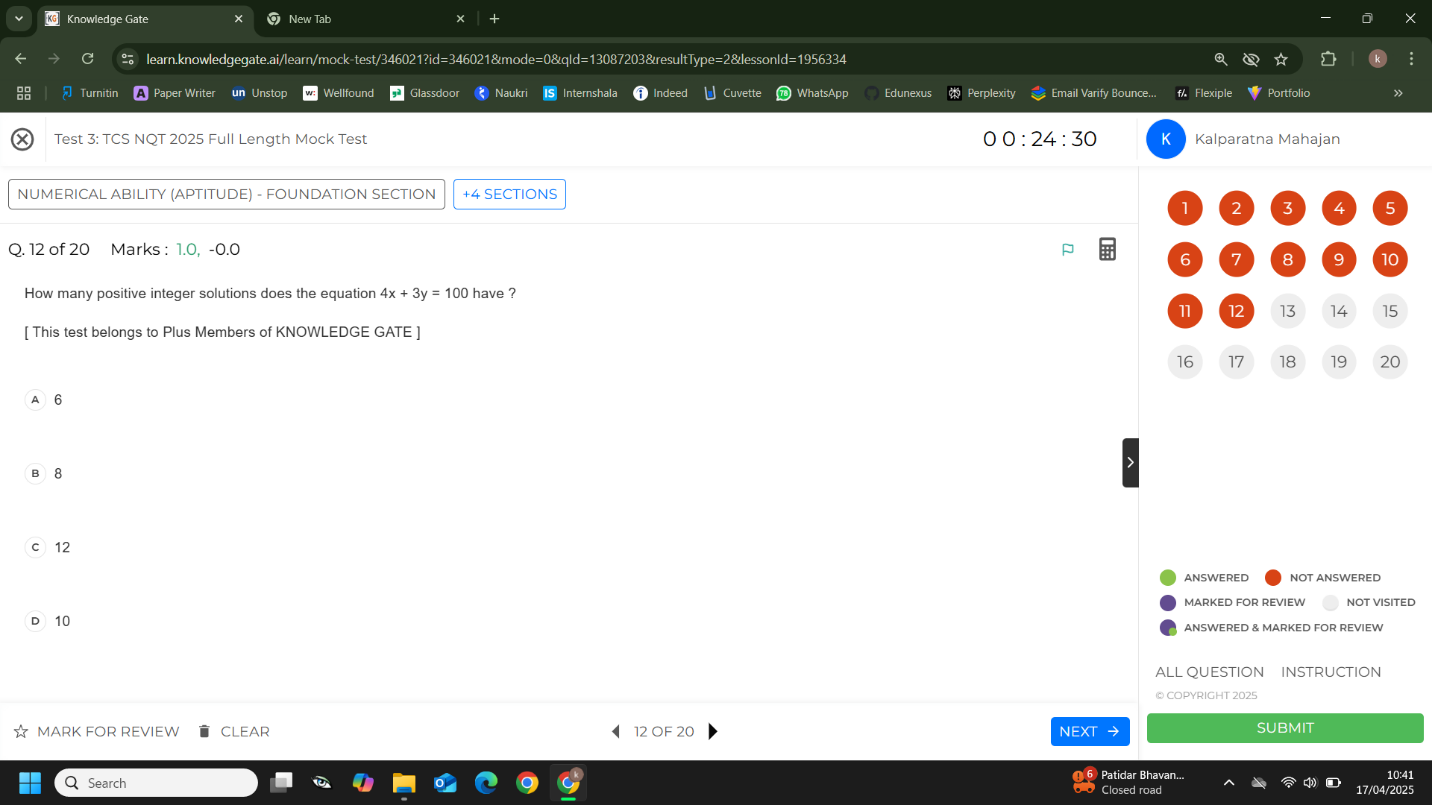 KG Knowledge Gate
New Tab
learn.knowledgegate.ai/learn/mock-test/346021?id=346021&mode=0&qId=13087203&resultType=2&lessonId=1956334
k
Turnitin
A Paper Writer
un Unstop
w: Wellfound
Glassdoor
Naukri
IS Internshala
Indeed
Cuvette
WhatsApp
Edunexus
Perplexity
Email Varify Bounce...
Flexiple
Portfolio
Test 3: TCS NQT 2025 Full Length Mock Test
0 0 : 24 : 30
K Kalparatna Mahajan
NUMERICAL ABILITY (APTITUDE) - FOUNDATION SECTION
+4 SECTIONS
Q. 12 of 20 Marks : 1.0, -0.0
How many positive integer solutions does the equation 4x + 3y = 100 have ?
[ This test belongs to Plus Members of KNOWLEDGE GATE ]
A 6
B 8
C 12
D 10
MARK FOR REVIEW
CLEAR
12 OF 20
NEXT
1 2 3 4 5
6 7 8 9 10
11 12 13 14 15
16 17 18 19 20
ANSWERED NOT ANSWERED
MARKED FOR REVIEW NOT VISITED
ANSWERED & MARKED FOR REVIEW
ALL QUESTION INSTRUCTION
© COPYRIGHT 2025
SUBMIT
Search
k
6
Patidar Bhavan...
Closed road
10:41
17/04/2025